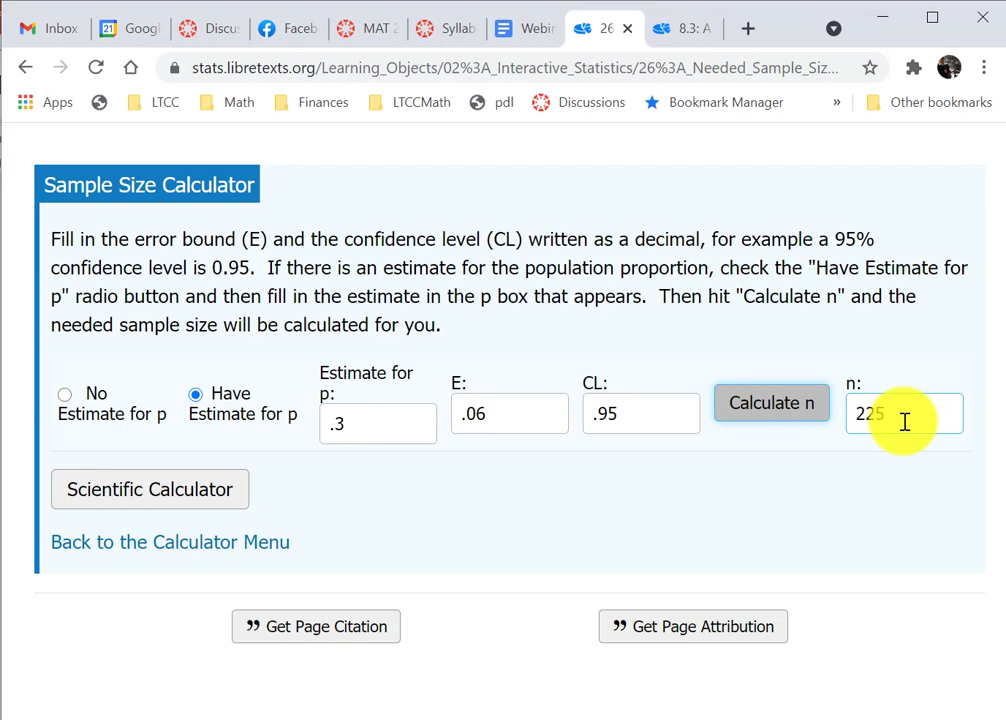 Inbox
Googl
Discu
Faceb
MAT 2
Syllab
Webin
26
8.3: A
stats.libretexts.org/Learning_Objects/02%3A_Interactive_Statistics/26%3A_Needed_Sample_Siz...
Apps
LTCC
Math
Finances
LTCCMath
pdl
Discussions
Bookmark Manager
»
Other bookmarks
Sample Size Calculator
Fill in the error bound (E) and the confidence level (CL) written as a decimal, for example a 95%
confidence level is 0.95. If there is an estimate for the population proportion, check the "Have Estimate for
p" radio button and then fill in the estimate in the p box that appears. Then hit "Calculate n" and the
needed sample size will be calculated for you.
No
Estimate for p
Have
Estimate for p
Estimate for
p:
.3
E:
.06
CL:
.95
Calculate n
n:
225
Scientific Calculator
Back to the Calculator Menu
Get Page Citation
Get Page Attribution